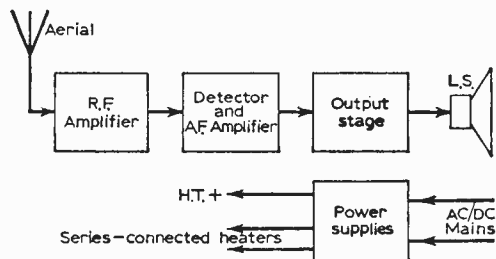 Aerial
R.F.
Amplifier
Detector
and
A.F. Amplifier
Output
stage
L.S.
H.T. +
Series-connected heaters
Power
supplies
AC/DC
Mains